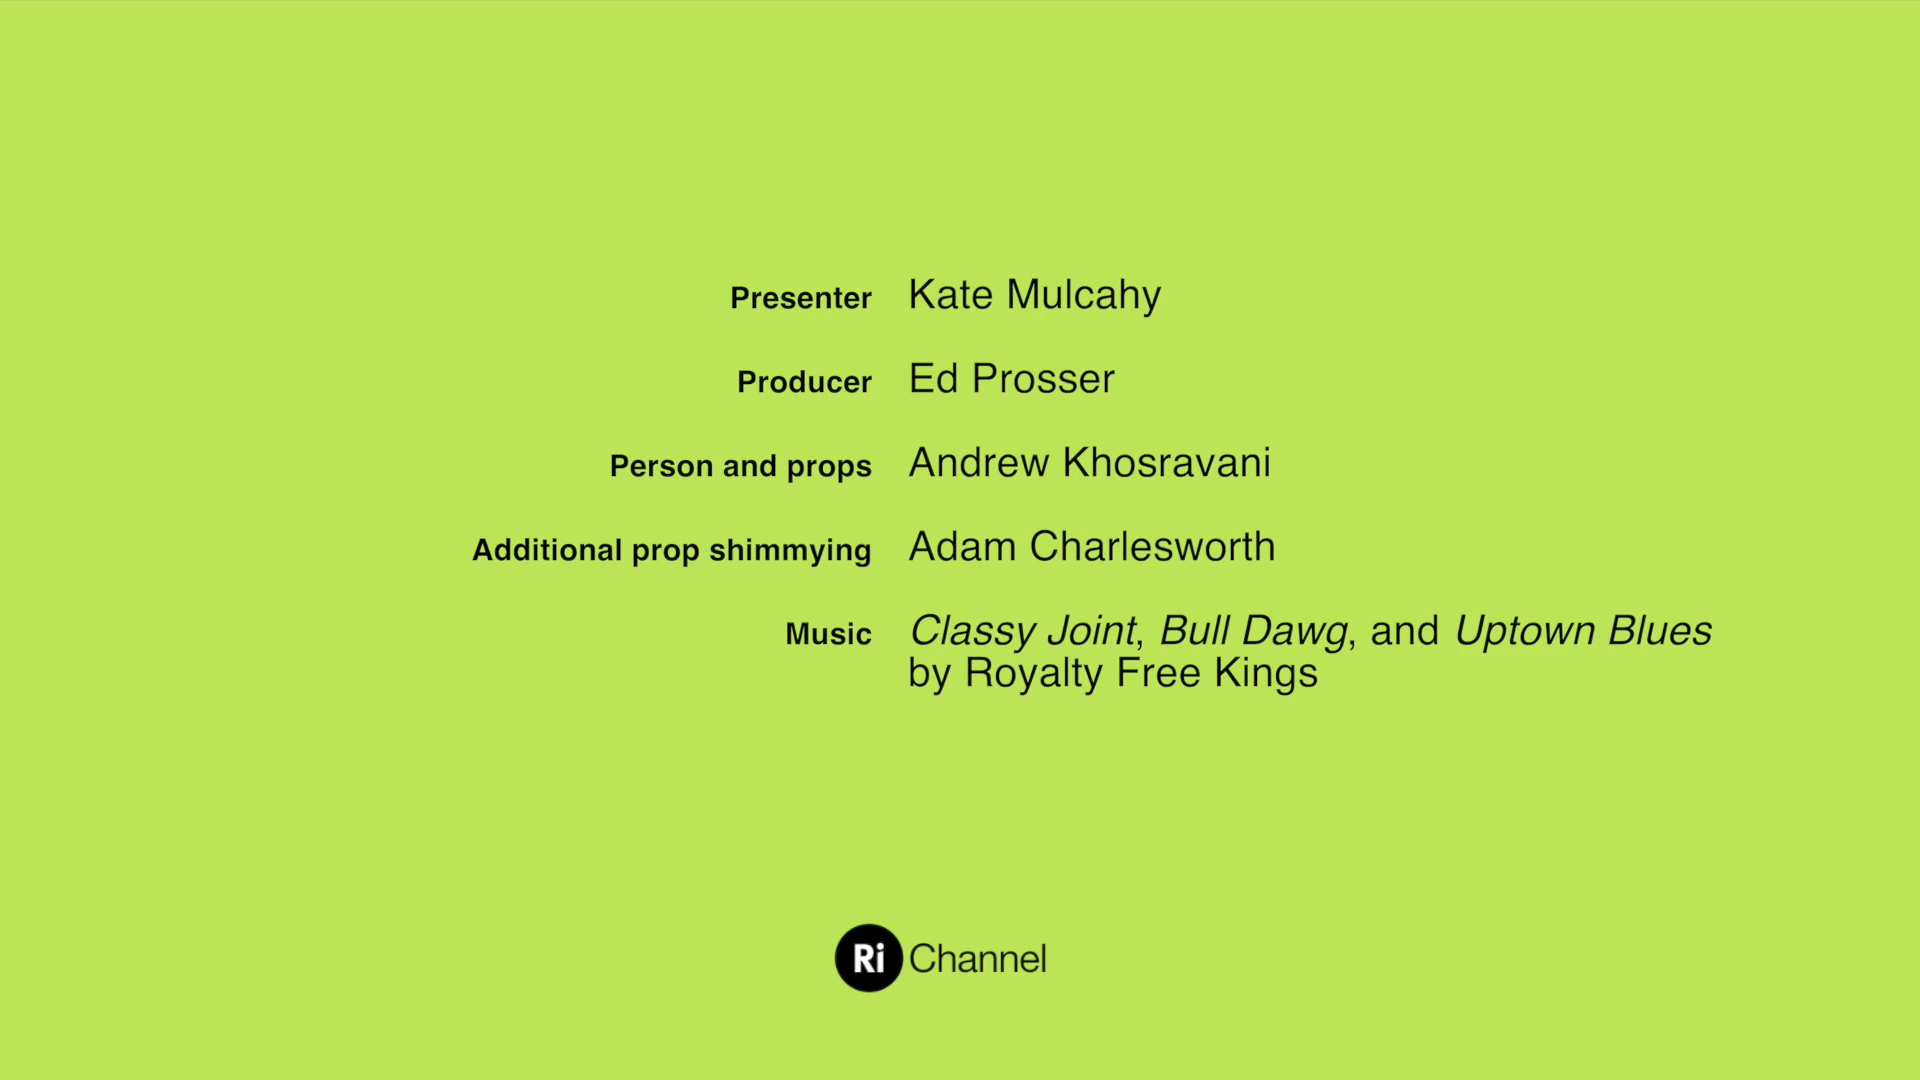 Presenter Kate Mulcahy
Producer Ed Prosser
Person and props Andrew Khosravani
Additional prop shimmying Adam Charlesworth
Music Classy Joint, Bull Dawg, and Uptown Blues
by Royalty Free Kings
Ri Channel